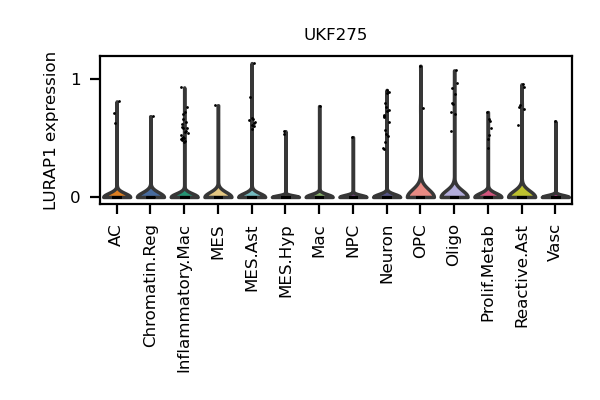 UKF275
LURAP1 expression
1
0
AC
Chromatin.Reg
Inflammatory.Mac
MES
MES.Ast
MES.Hyp
Mac
NPC
Neuron
OPC
Oligo
Prolif.Metab
Reactive.Ast
Vasc